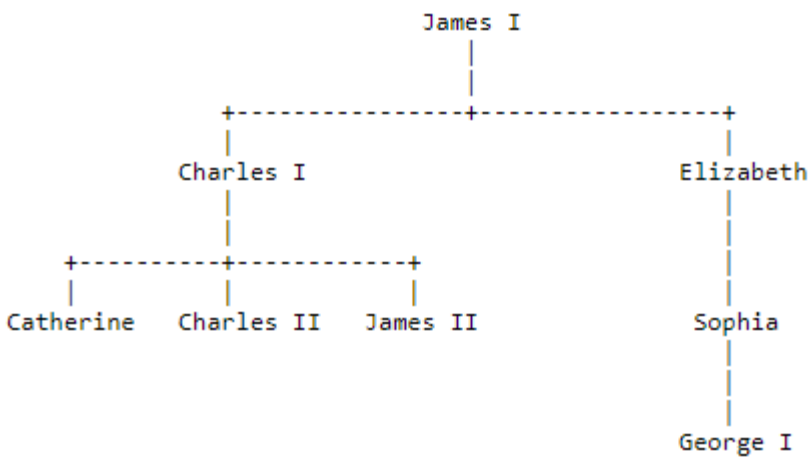 James I
Charles I Elizabeth
Catherine Charles II James II Sophia
George I